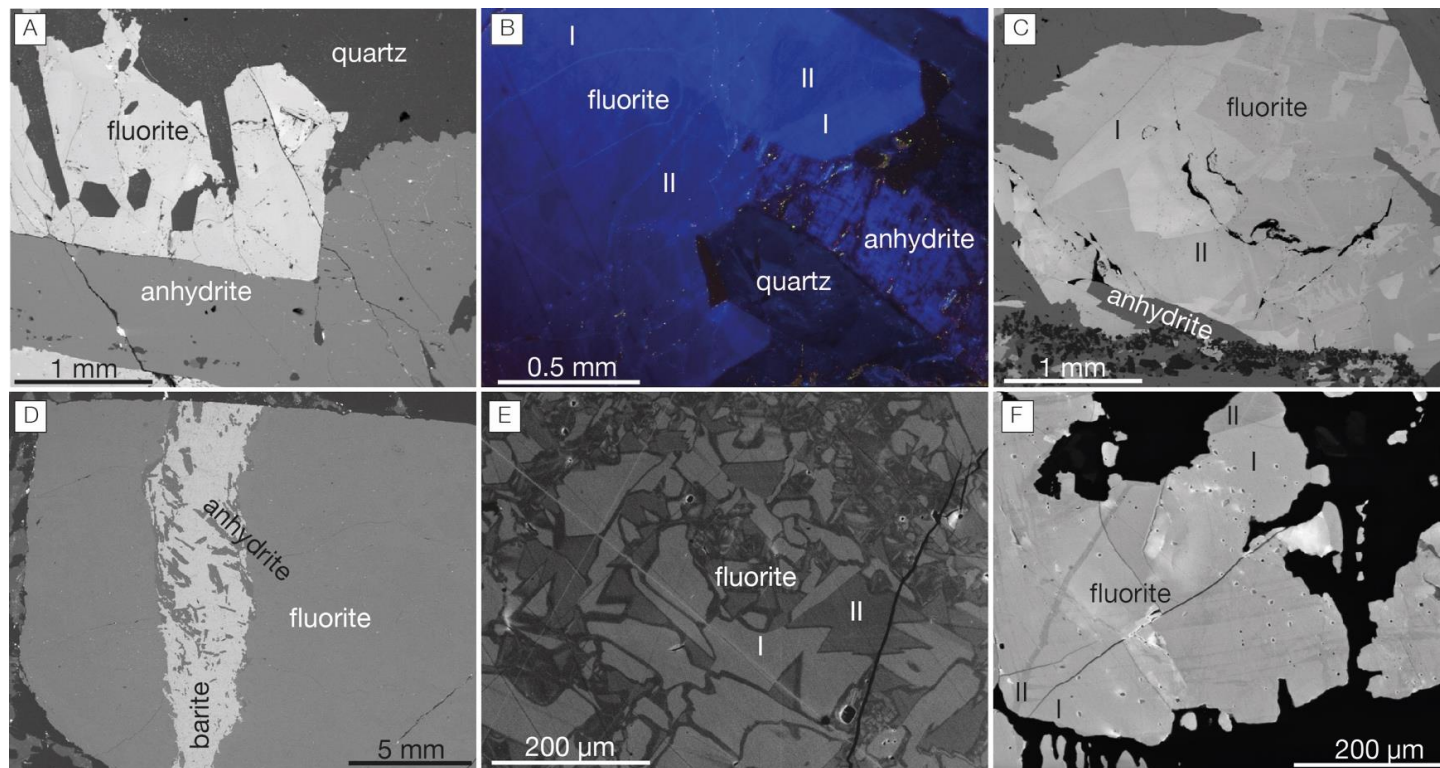 A
quartz
fluorite
anhydrite
1 mm
B
I
II
fluorite
I
II
anhydrite
quartz
0.5 mm
C
fluorite
I
II
anhydrite
1 mm
D
anhydrite
fluorite
barite
5 mm
E
fluorite
II
I
200 µm
F
II
I
fluorite
II
I
200 µm